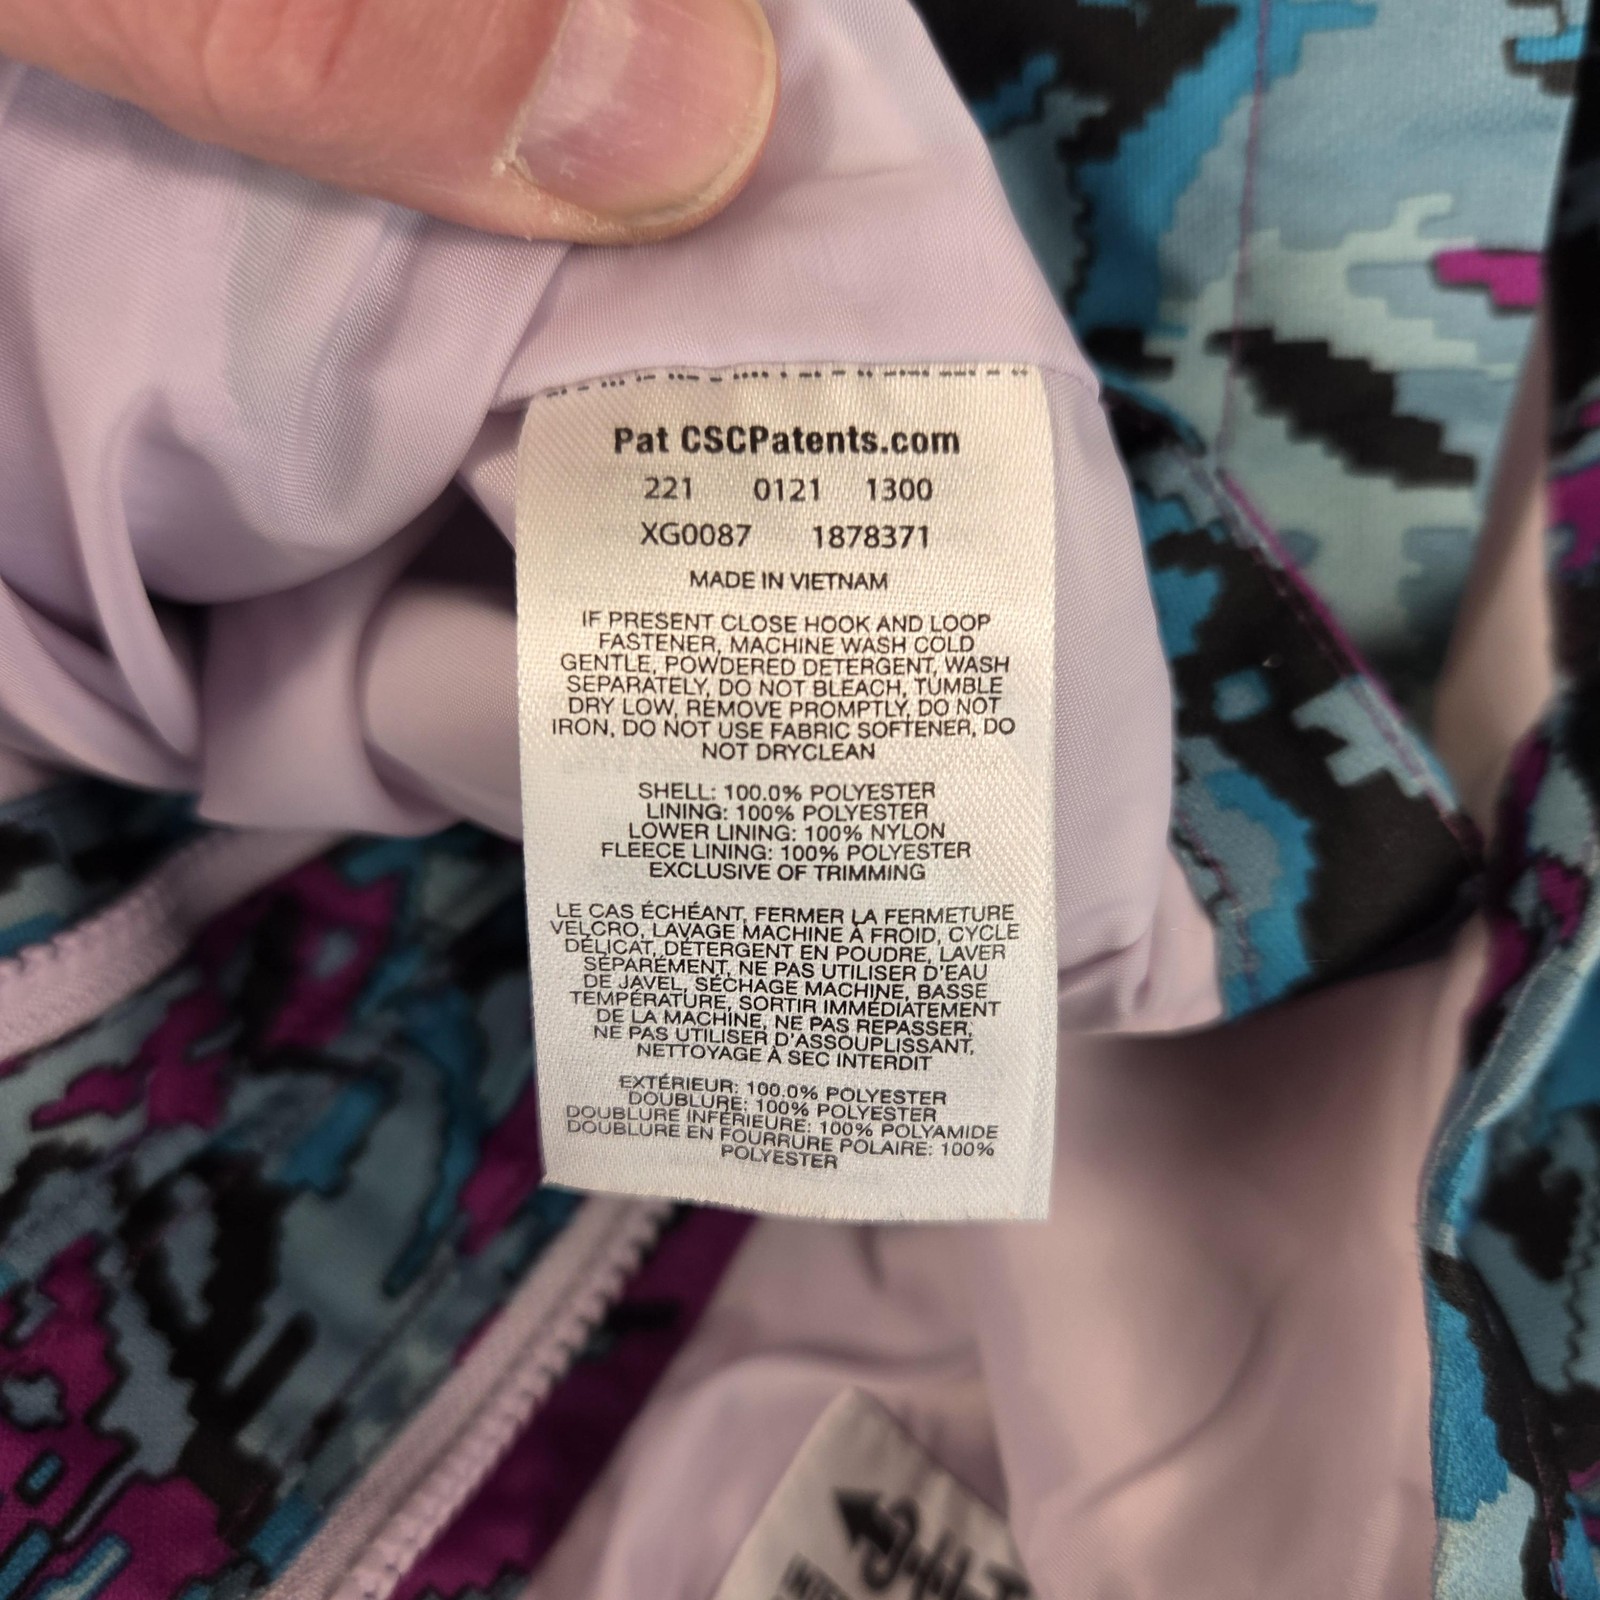 Pat CSCPatents.com
221 0121 1300
XG0087 1878371
MADE IN VIETNAM
IF PRESENT CLOSE HOOK AND LOOP
FASTENER, MACHINE WASH COLD
GENTLE, POWDERED DETERGENT, WASH
SEPARATELY, DO NOT BLEACH, TUMBLE
DRY LOW, REMOVE PROMPTLY, DO NOT
IRON, DO NOT USE FABRIC SOFTENER, DO
NOT DRYCLEAN
SHELL: 100.0% POLYESTER
LINING: 100% POLYESTER
LOWER LINING: 100% NYLON
FLEECE LINING: 100% POLYESTER
EXCLUSIVE OF TRIMMING
LE CAS ÉCHÉANT, FERMER LA FERMETURE
VELCRO, LAVAGE MACHINE À FROID, CYCLE
DÉLICAT, DÉTERGENT EN POUDRE, LAVER
SÉPARÉMENT, NE PAS UTILISER D'EAU
DE JAVEL, SÉCHAGE MACHINE, BASSE
TEMPÉRATURE, SORTIR IMMÉDIATEMENT
DE LA MACHINE, NE PAS REPASSER,
NE PAS UTILISER D'ASSOUPLISSANT,
NETTOYAGE À SEC INTERDIT
EXTÉRIEUR: 100.0% POLYESTER
DOUBLURE: 100% POLYESTER
DOUBLURE INFÉRIEURE: 100% POLYAMIDE
DOUBLURE EN FOURRURE POLAIRE: 100%
POLYESTER